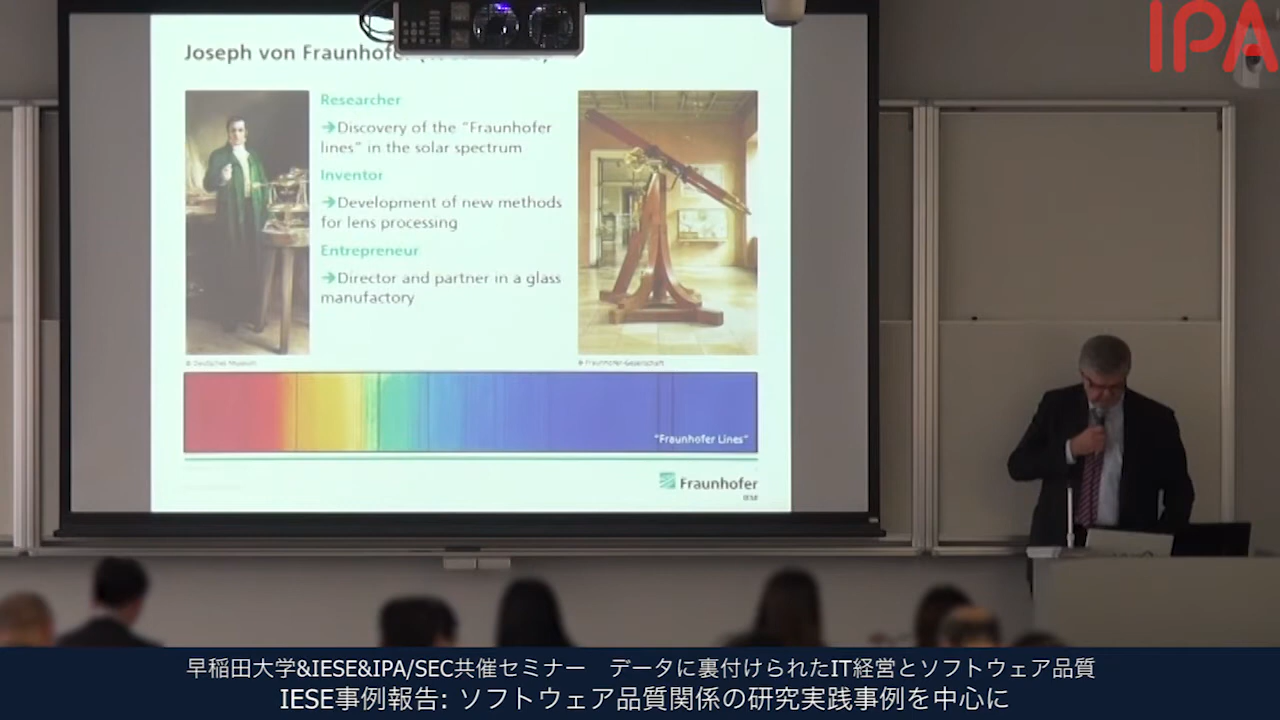 IPA
Joseph von Fraunhofer
Researcher
→Discovery of the “Fraunhofer
lines” in the solar spectrum
Inventor
→Development of new methods
for lens processing
Entrepreneur
→Director and partner in a glass
manufactory
© Deutsches Museum
© Fraunhofer-Gesellschaft
“Fraunhofer Lines”
Fraunhofer
IESE
早稲田大学&IESE&IPA/SEC共催セミナー　データに裏付けられたIT経営とソフトウェア品質
IESE事例報告: ソフトウェア品質関係の研究実践事例を中心に